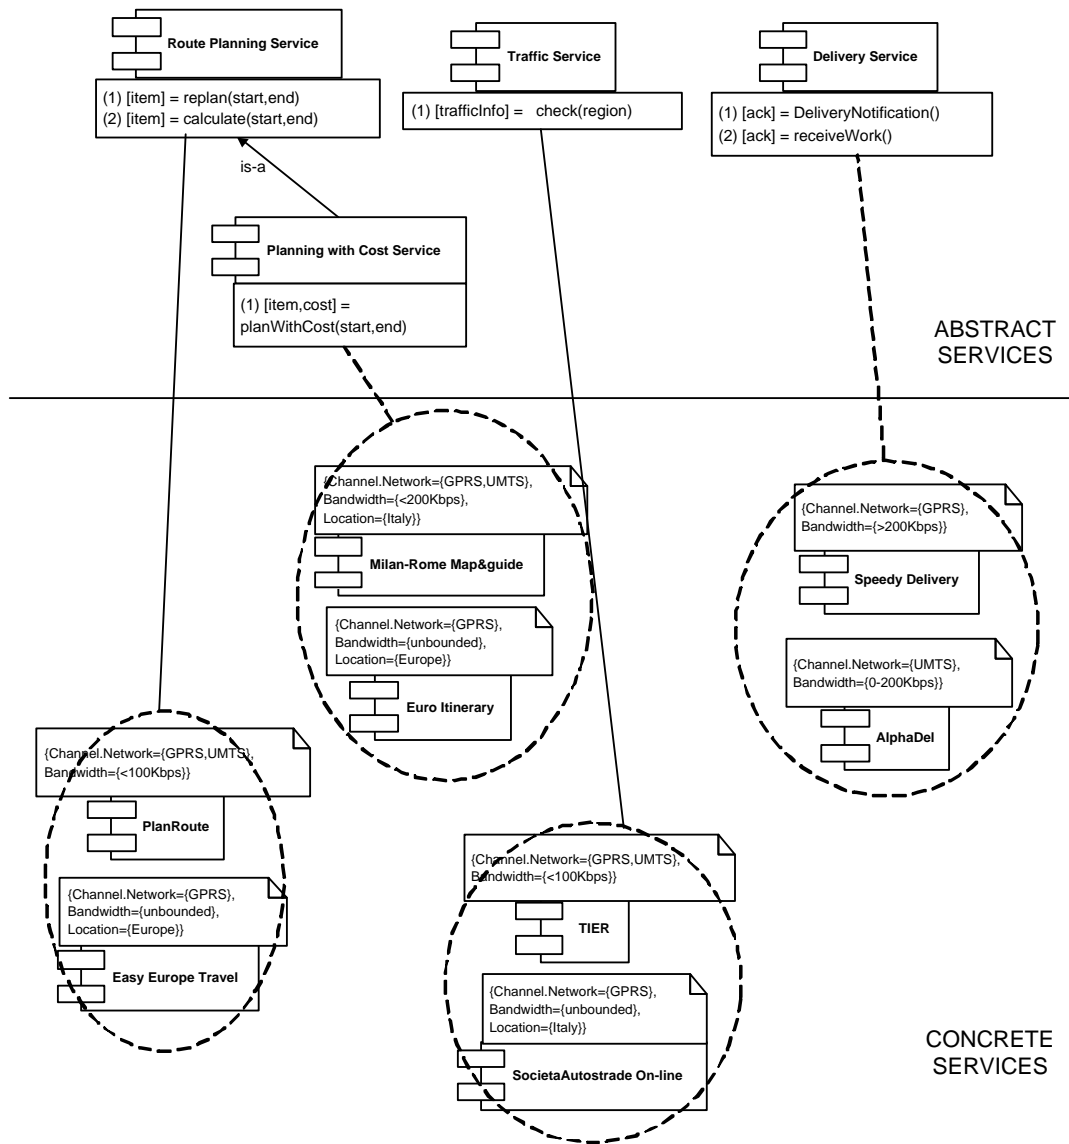 Route Planning Service
(1) [item] = replan(start,end)
(2) [item] = calculate(start,end)
Traffic Service
(1) [trafficInfo] = check(region)
Delivery Service
(1) [ack] = DeliveryNotification()
(2) [ack] = receiveWork()
is-a
Planning with Cost Service
(1) [item,cost] =
planWithCost(start,end)
ABSTRACT
SERVICES
{Channel.Network={GPRS,UMTS},
Bandwidth={<200Kbps},
Location={Italy}}
Milan-Rome Map&guide
{Channel.Network={GPRS},
Bandwidth={unbounded},
Location={Europe}}
Euro Itinerary
{Channel.Network={GPRS},
Bandwidth={>200Kbps}}
Speedy Delivery
{Channel.Network={UMTS},
Bandwidth={0-200Kbps}}
AlphaDel
{Channel.Network={GPRS,UMTS},
Bandwidth={<100Kbps}}
PlanRoute
{Channel.Network={GPRS},
Bandwidth={unbounded},
Location={Europe}}
Easy Europe Travel
{Channel.Network={GPRS,UMTS},
Bandwidth={<100Kbps}}
TIER
{Channel.Network={GPRS},
Bandwidth={unbounded},
Location={Italy}}
SocietaAutostrade On-line
CONCRETE
SERVICES